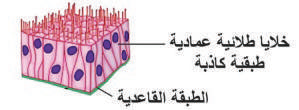 خلايا طلائية عمادية
طبقية كاذبة
الطبقة القاعدية